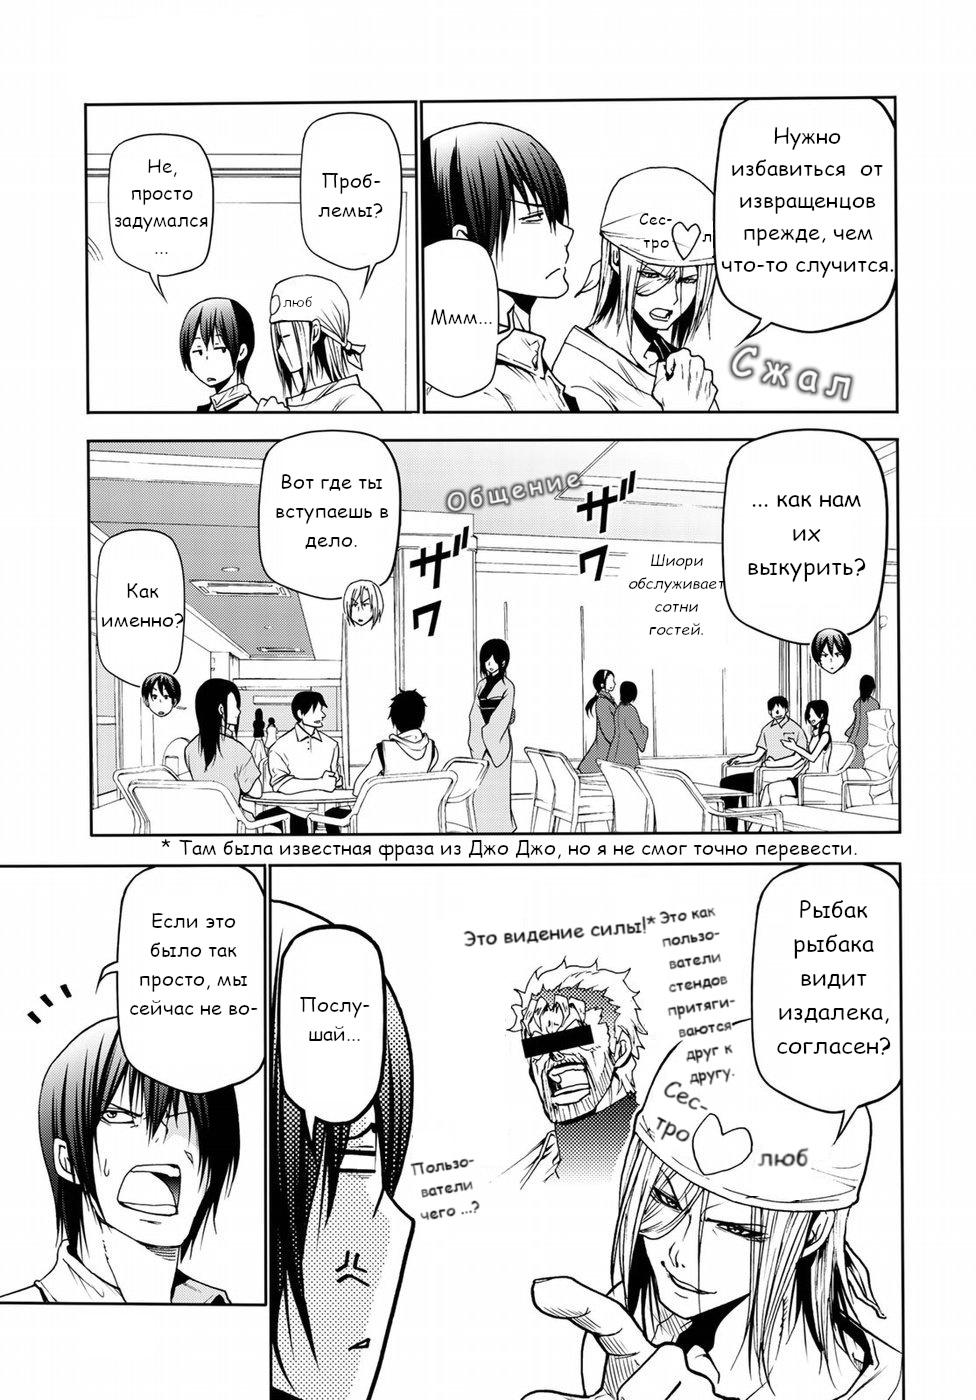 Нужно
избавиться от
извращенцов
прежде, чем
что-то случится.
Сес-
тро
л
Ммм...
Сжал
Проб-
лемы?
Не,
просто
задумался
...
люб
... как нам
их
выкурить?
Общение
ザワ
ザワ
Шиори
обслуживает
сотни
гостей.
Вот где ты
вступаешь в
дело.
Как
именно?
* Там была известная фраза из Джо Джо, но я не смог точно перевести.
Рыбак
рыбака
видит
издалека,
согласен?
Это видение силы!*
Это как
пользо-
ватели
стендов
притяги-
ваются
друг к
другу.
Сес-
тро
люб
Пользо-
ватели
чего ...?
Послу-
шай...
Если это
было так
просто, мы
сейчас не во-